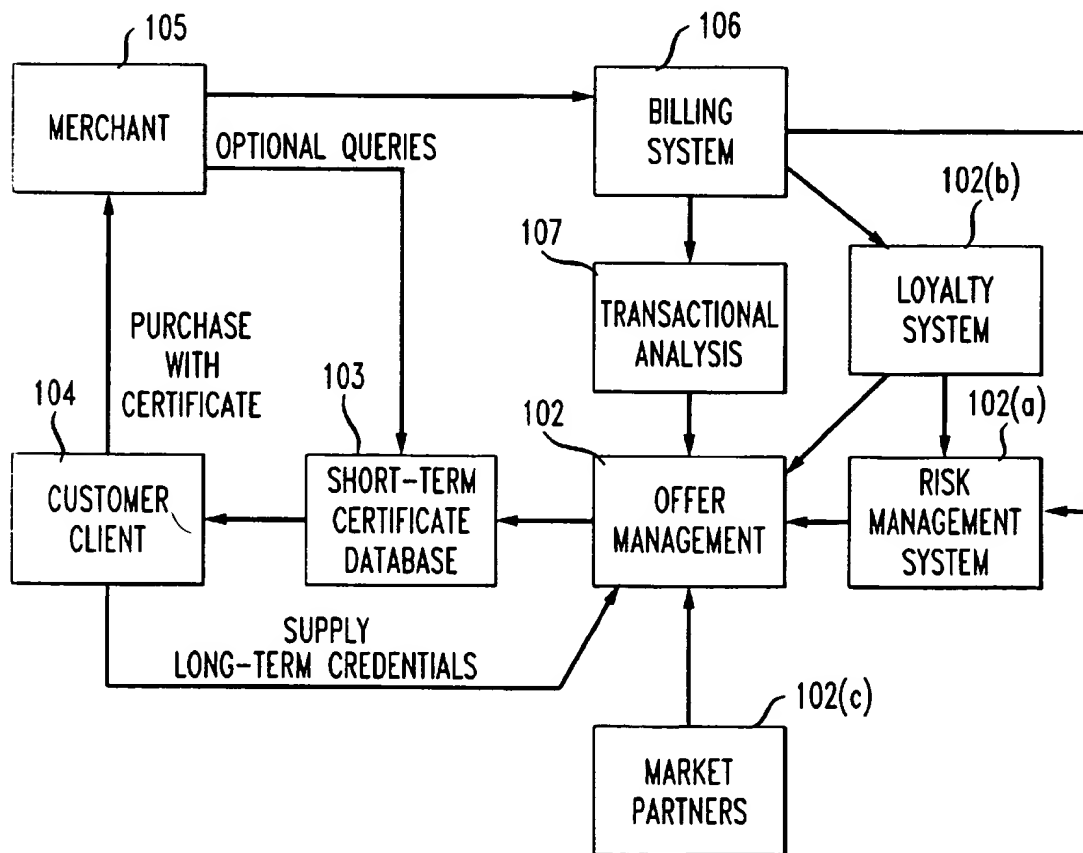 105
MERCHANT
OPTIONAL QUERIES
106
BILLING
SYSTEM
102(b)
LOYALTY
SYSTEM
107
TRANSACTIONAL
ANALYSIS
PURCHASE
WITH
CERTIFICATE
104
CUSTOMER
CLIENT
103
SHORT-TERM
CERTIFICATE
DATABASE
102
OFFER
MANAGEMENT
102(a)
RISK
MANAGEMENT
SYSTEM
SUPPLY
LONG-TERM CREDENTIALS
102(c)
MARKET
PARTNERS